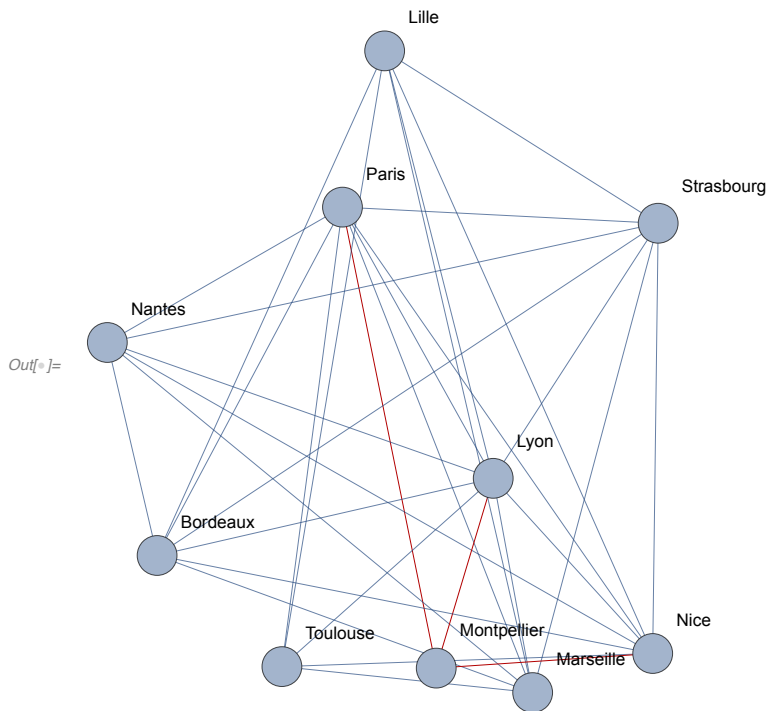 Lille
Paris
Strasbourg
Nantes
Out[•]=
Lyon
Bordeaux
Nice
Toulouse
Montpellier
Marseille